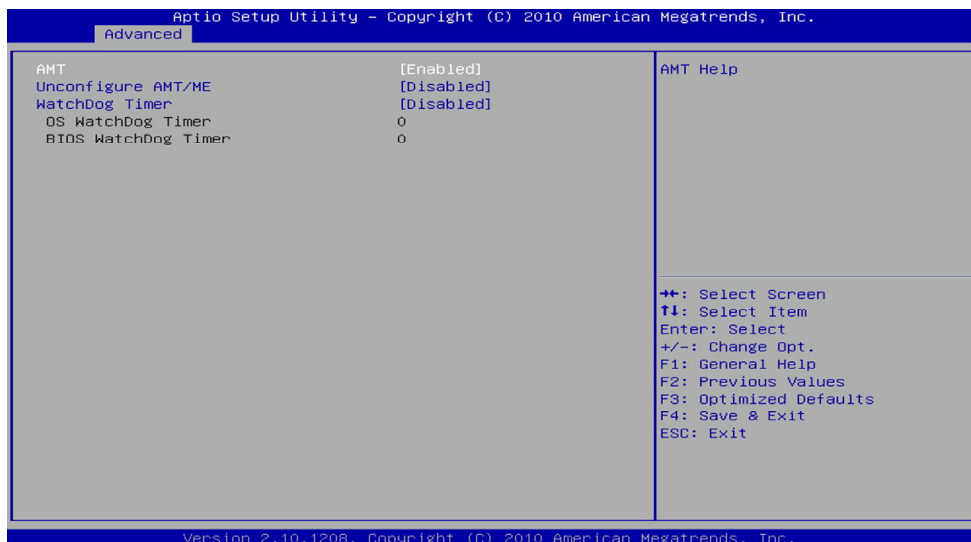 Aptio Setup Utility – Copyright (C) 2010 American Megatrends, Inc.
Advanced
AMT [Enabled]
Unconfigure AMT/ME [Disabled]
WatchDog Timer [Disabled]
OS WatchDog Timer 0
BIOS WatchDog Timer 0
AMT Help
→←: Select Screen
↑↓: Select Item
Enter: Select
+/-: Change Opt.
F1: General Help
F2: Previous Values
F3: Optimized Defaults
F4: Save & Exit
ESC: Exit
Version 2.10.1208. Copyright (C) 2010 American Megatrends, Inc.